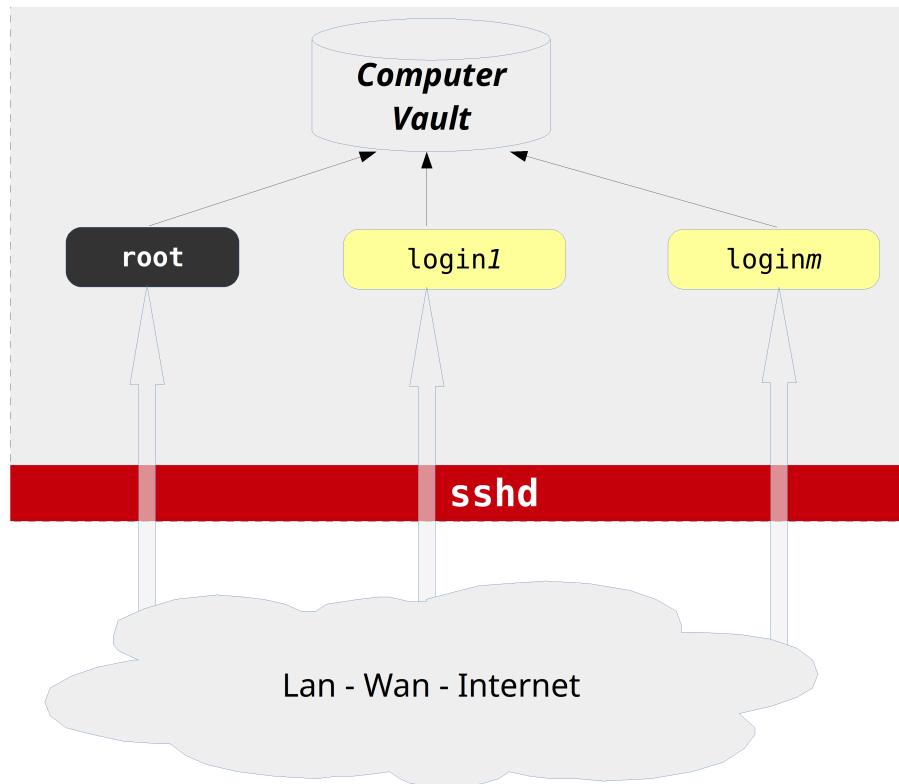 Computer
Vault
root
login1
loginm
sshd
Lan - Wan - Internet